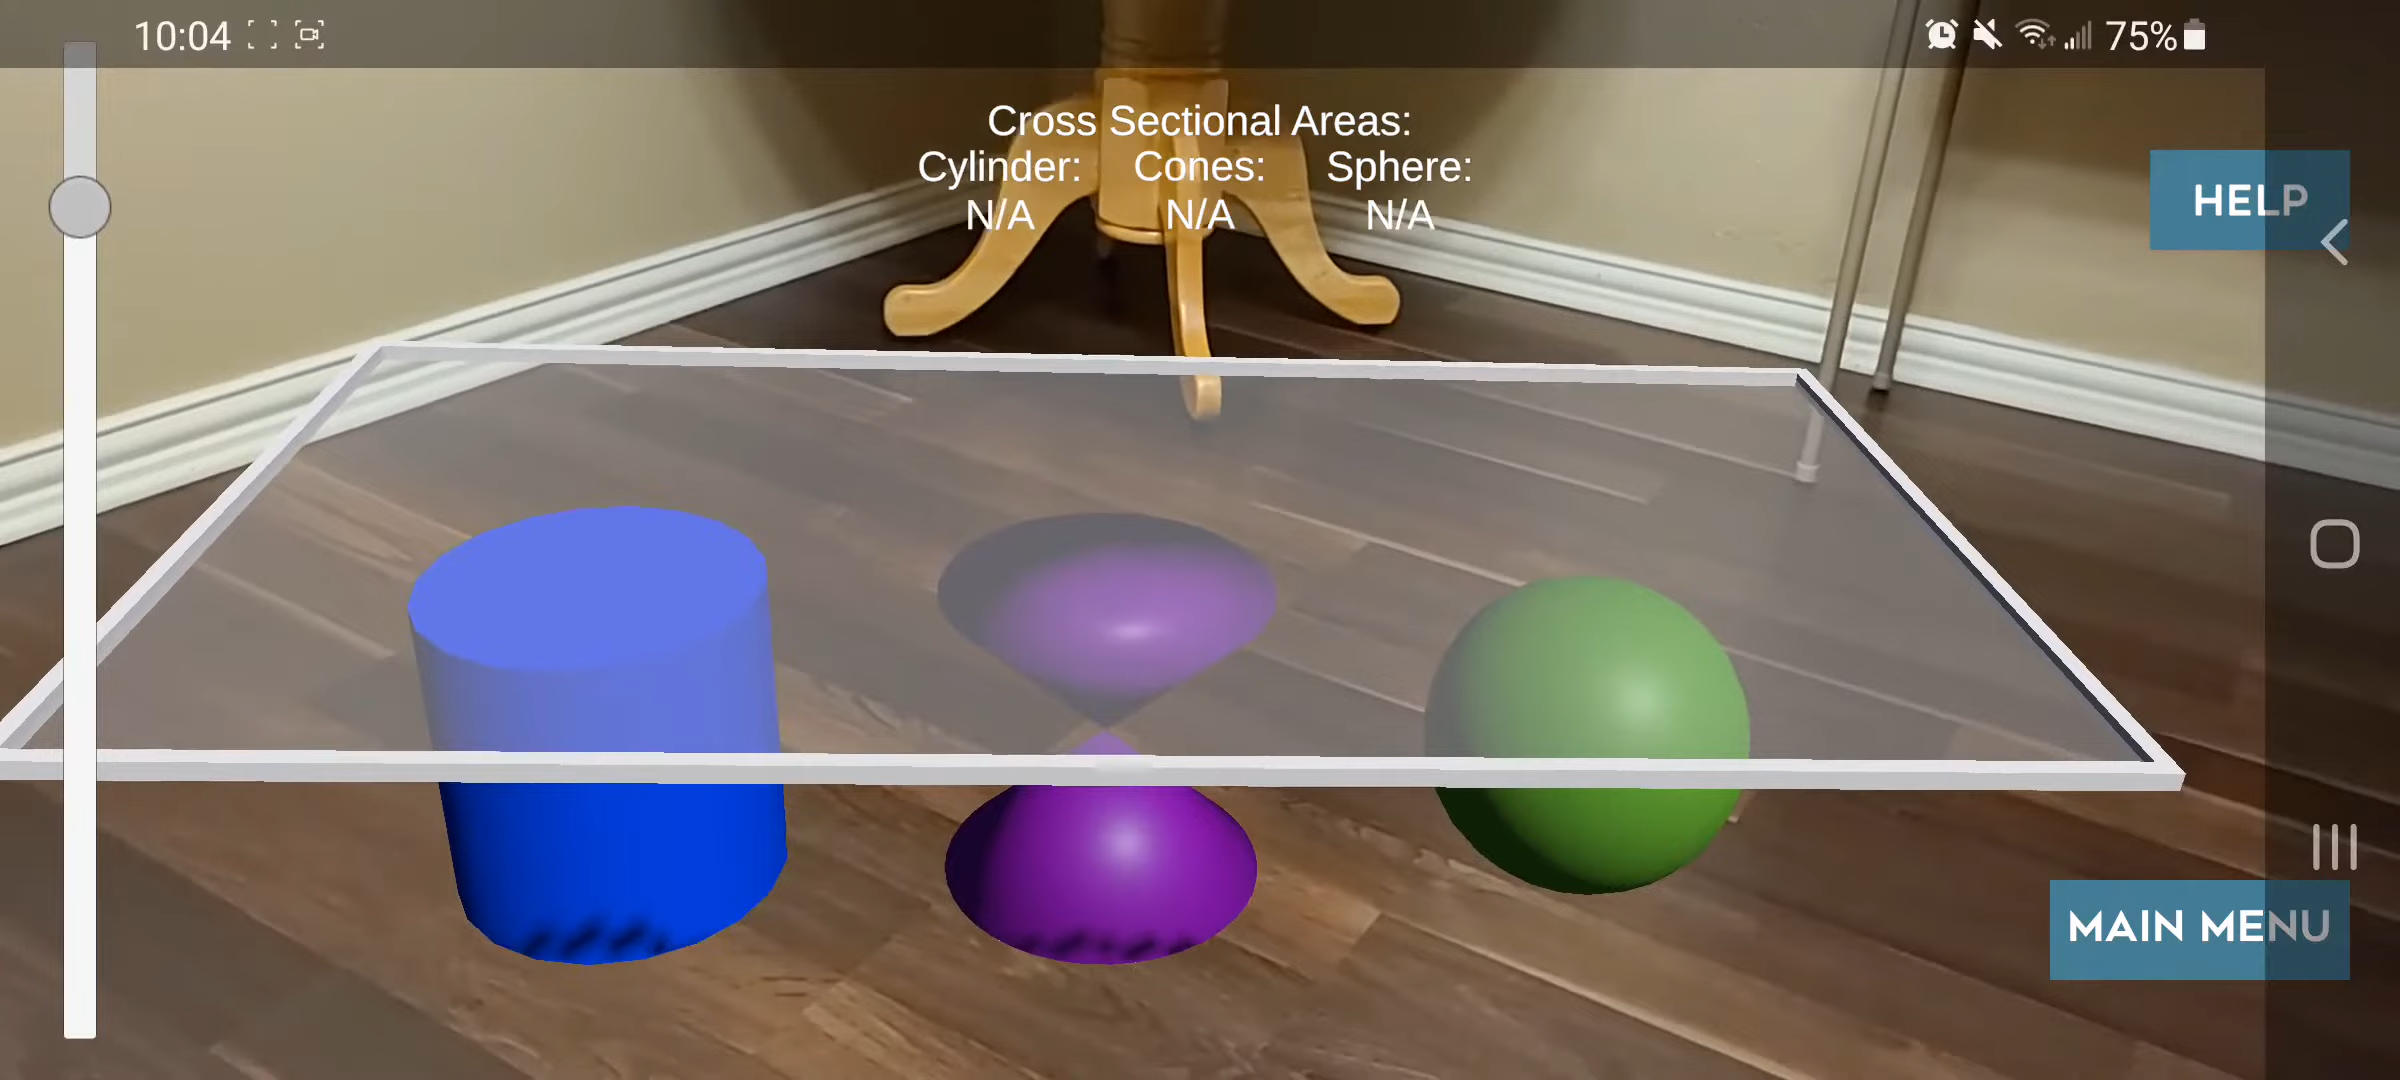 10:04
75%
Cross Sectional Areas:
Cylinder: Cones: Sphere:
N/A N/A N/A
HELP
MAIN MENU